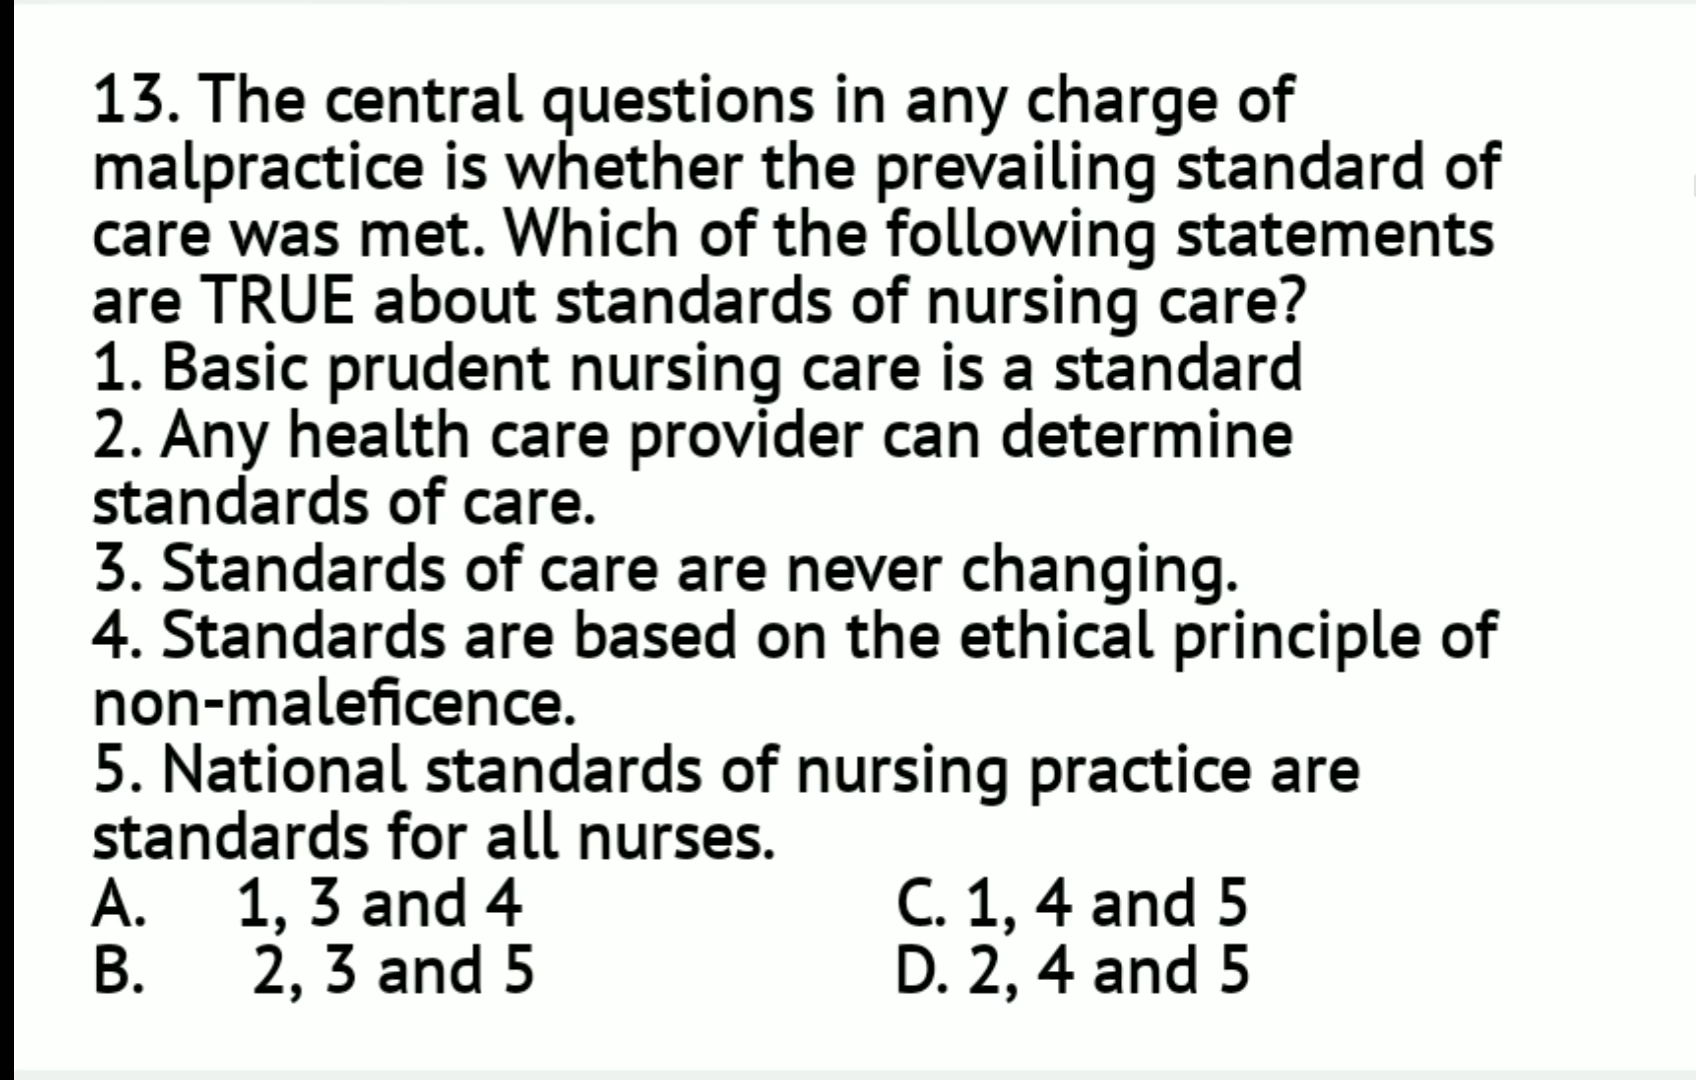 13. The central questions in any charge of
malpractice is whether the prevailing standard of
care was met. Which of the following statements
are TRUE about standards of nursing care?
1. Basic prudent nursing care is a standard
2. Any health care provider can determine
standards of care.
3. Standards of care are never changing.
4. Standards are based on the ethical principle of
non-maleficence.
5. National standards of nursing practice are
standards for all nurses.
A. 1, 3 and 4 C. 1, 4 and 5
B. 2, 3 and 5 D. 2, 4 and 5